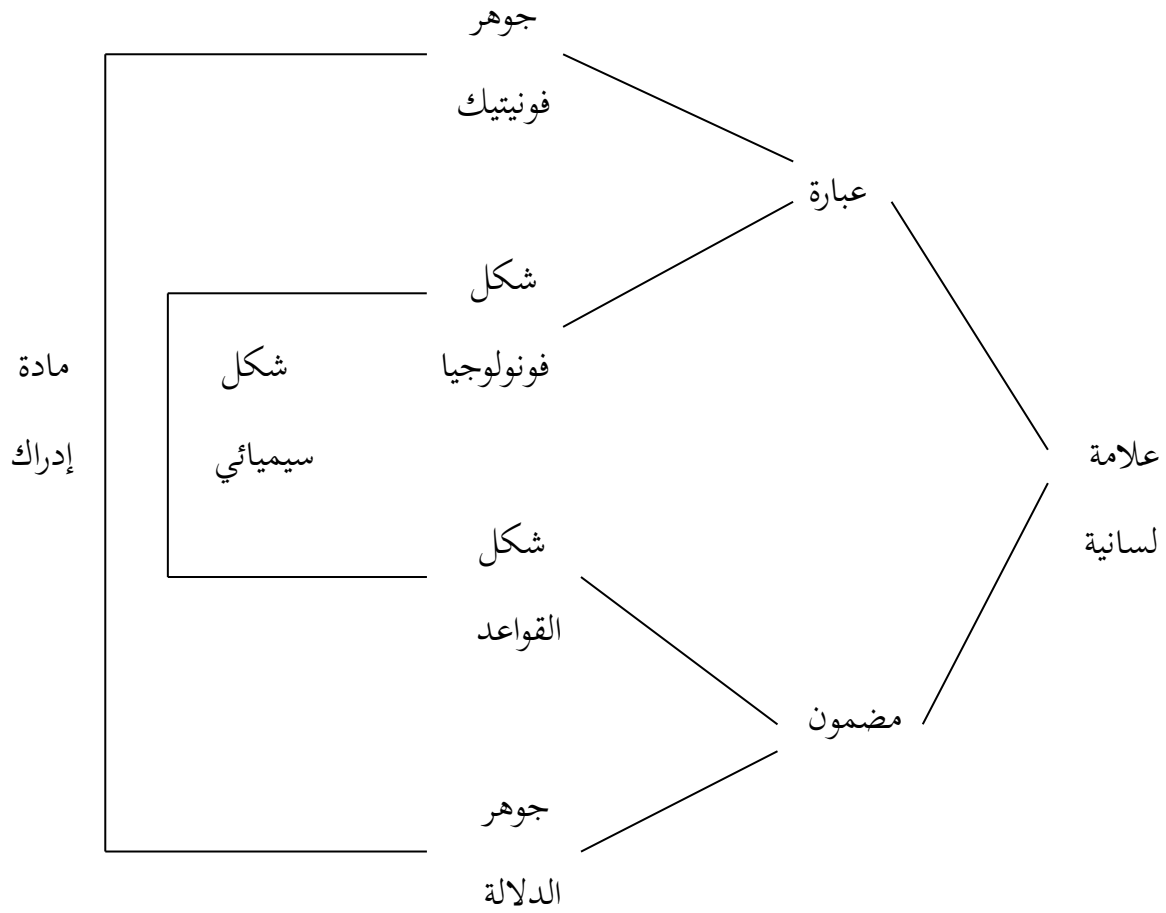 جوهر
فونيتيك
عبارة
شكل
فونولوجيا
شكل
سيميائي
مادة
إدراك
علامة
لسانية
شكل
القواعد
مضمون
جوهر
الدلالة